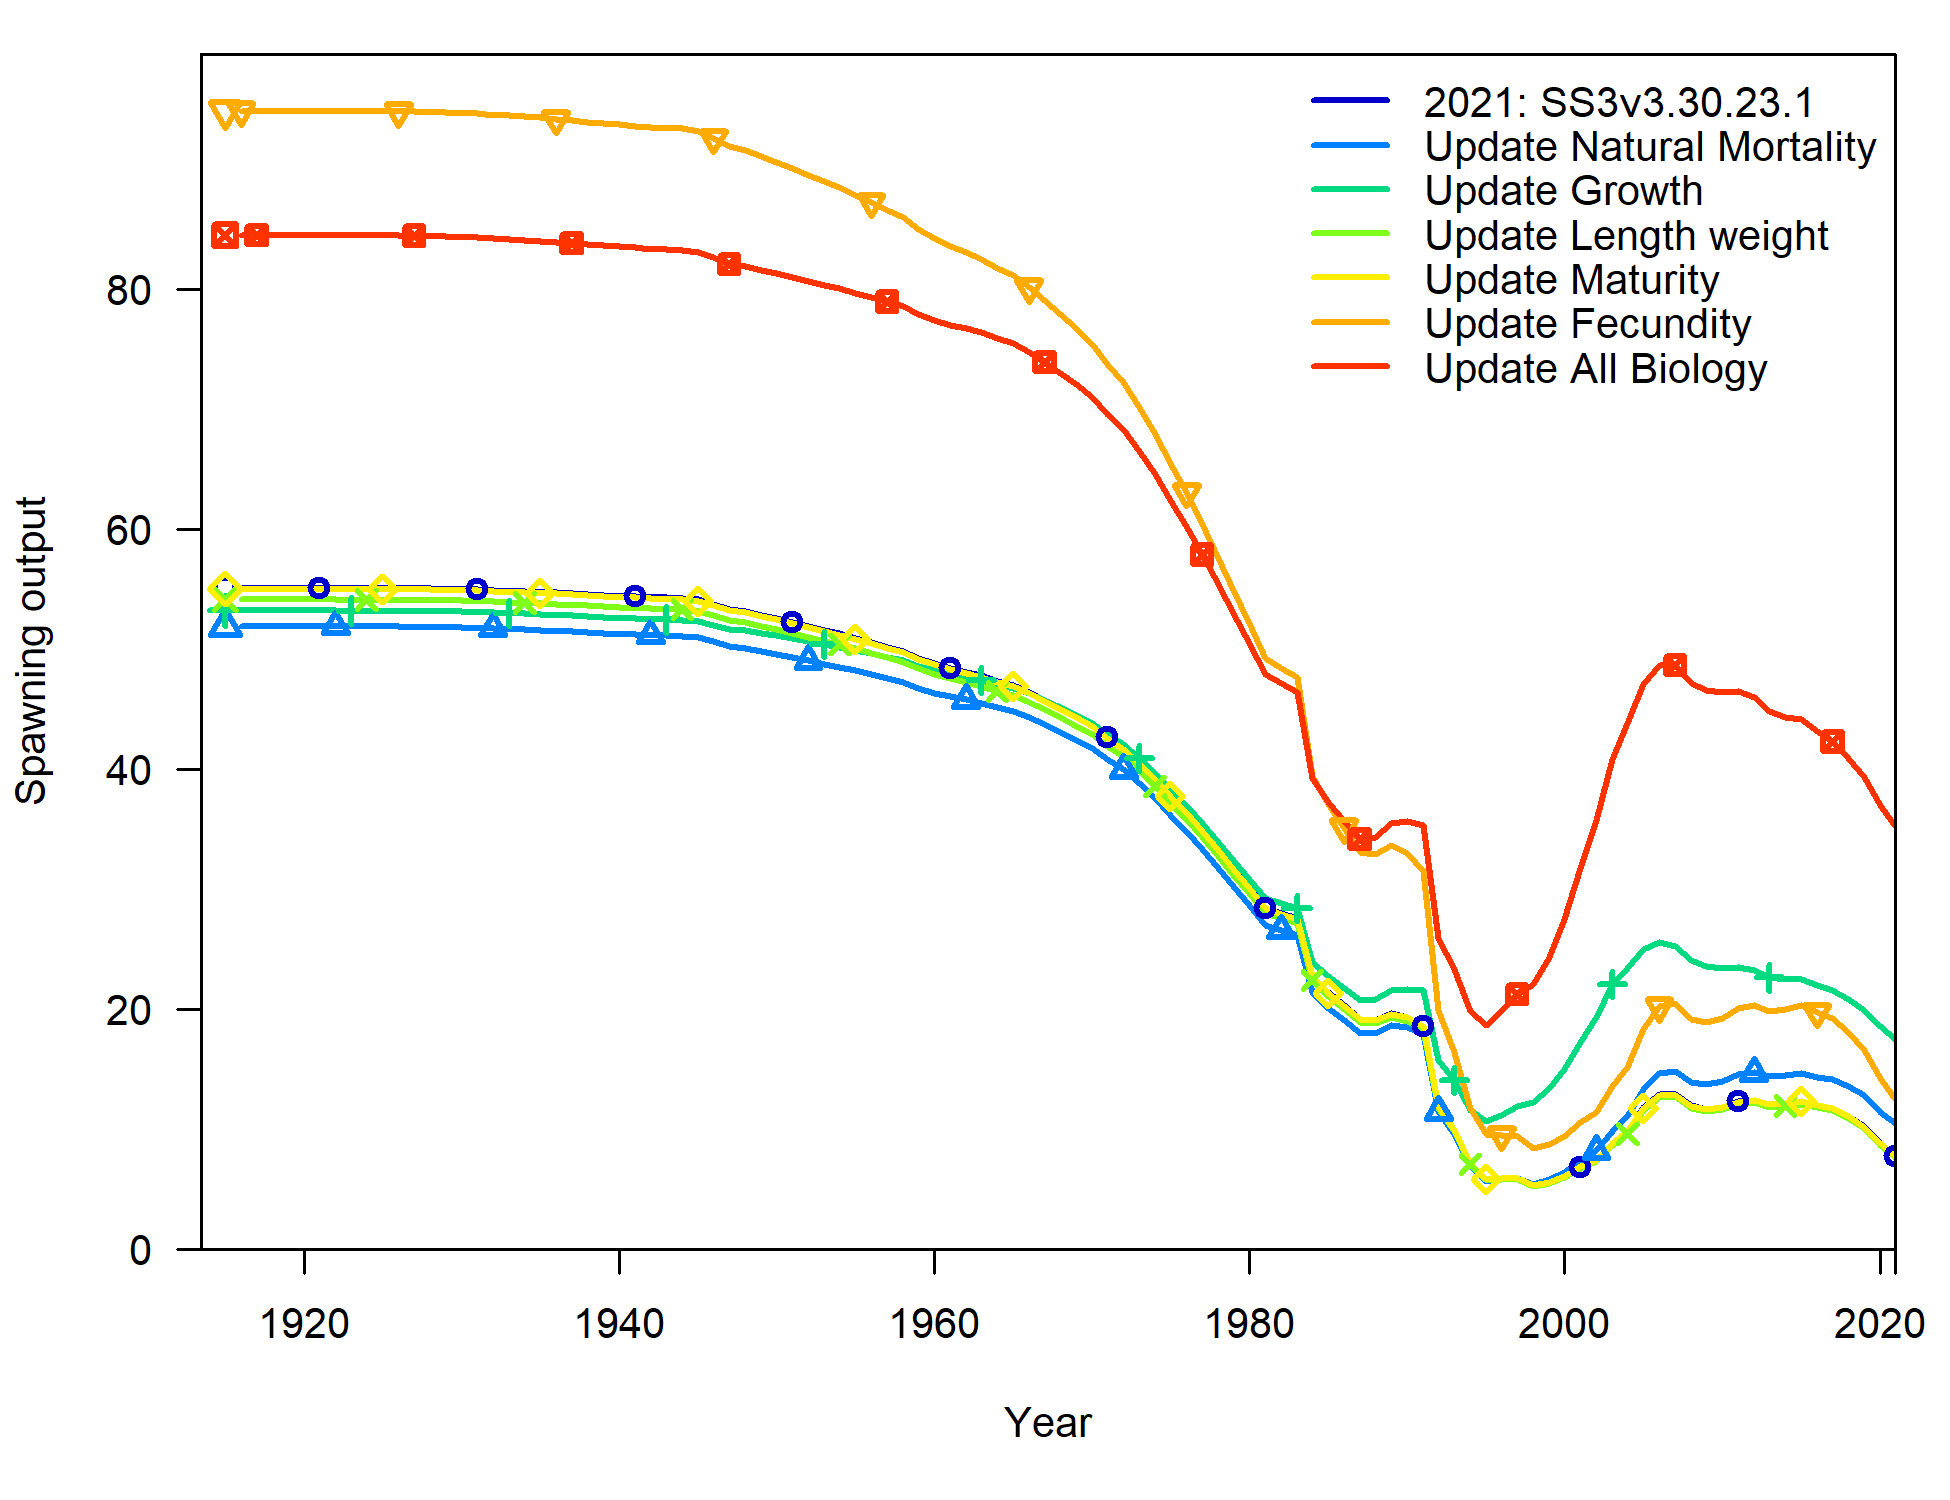 2021: SS3v3.30.23.1
Update Natural Mortality
Update Growth
Update Length weight
Update Maturity
Update Fecundity
Update All Biology
Spawning output
80
60
40
20
0
1920 1940 1960 1980 2000 2020
Year